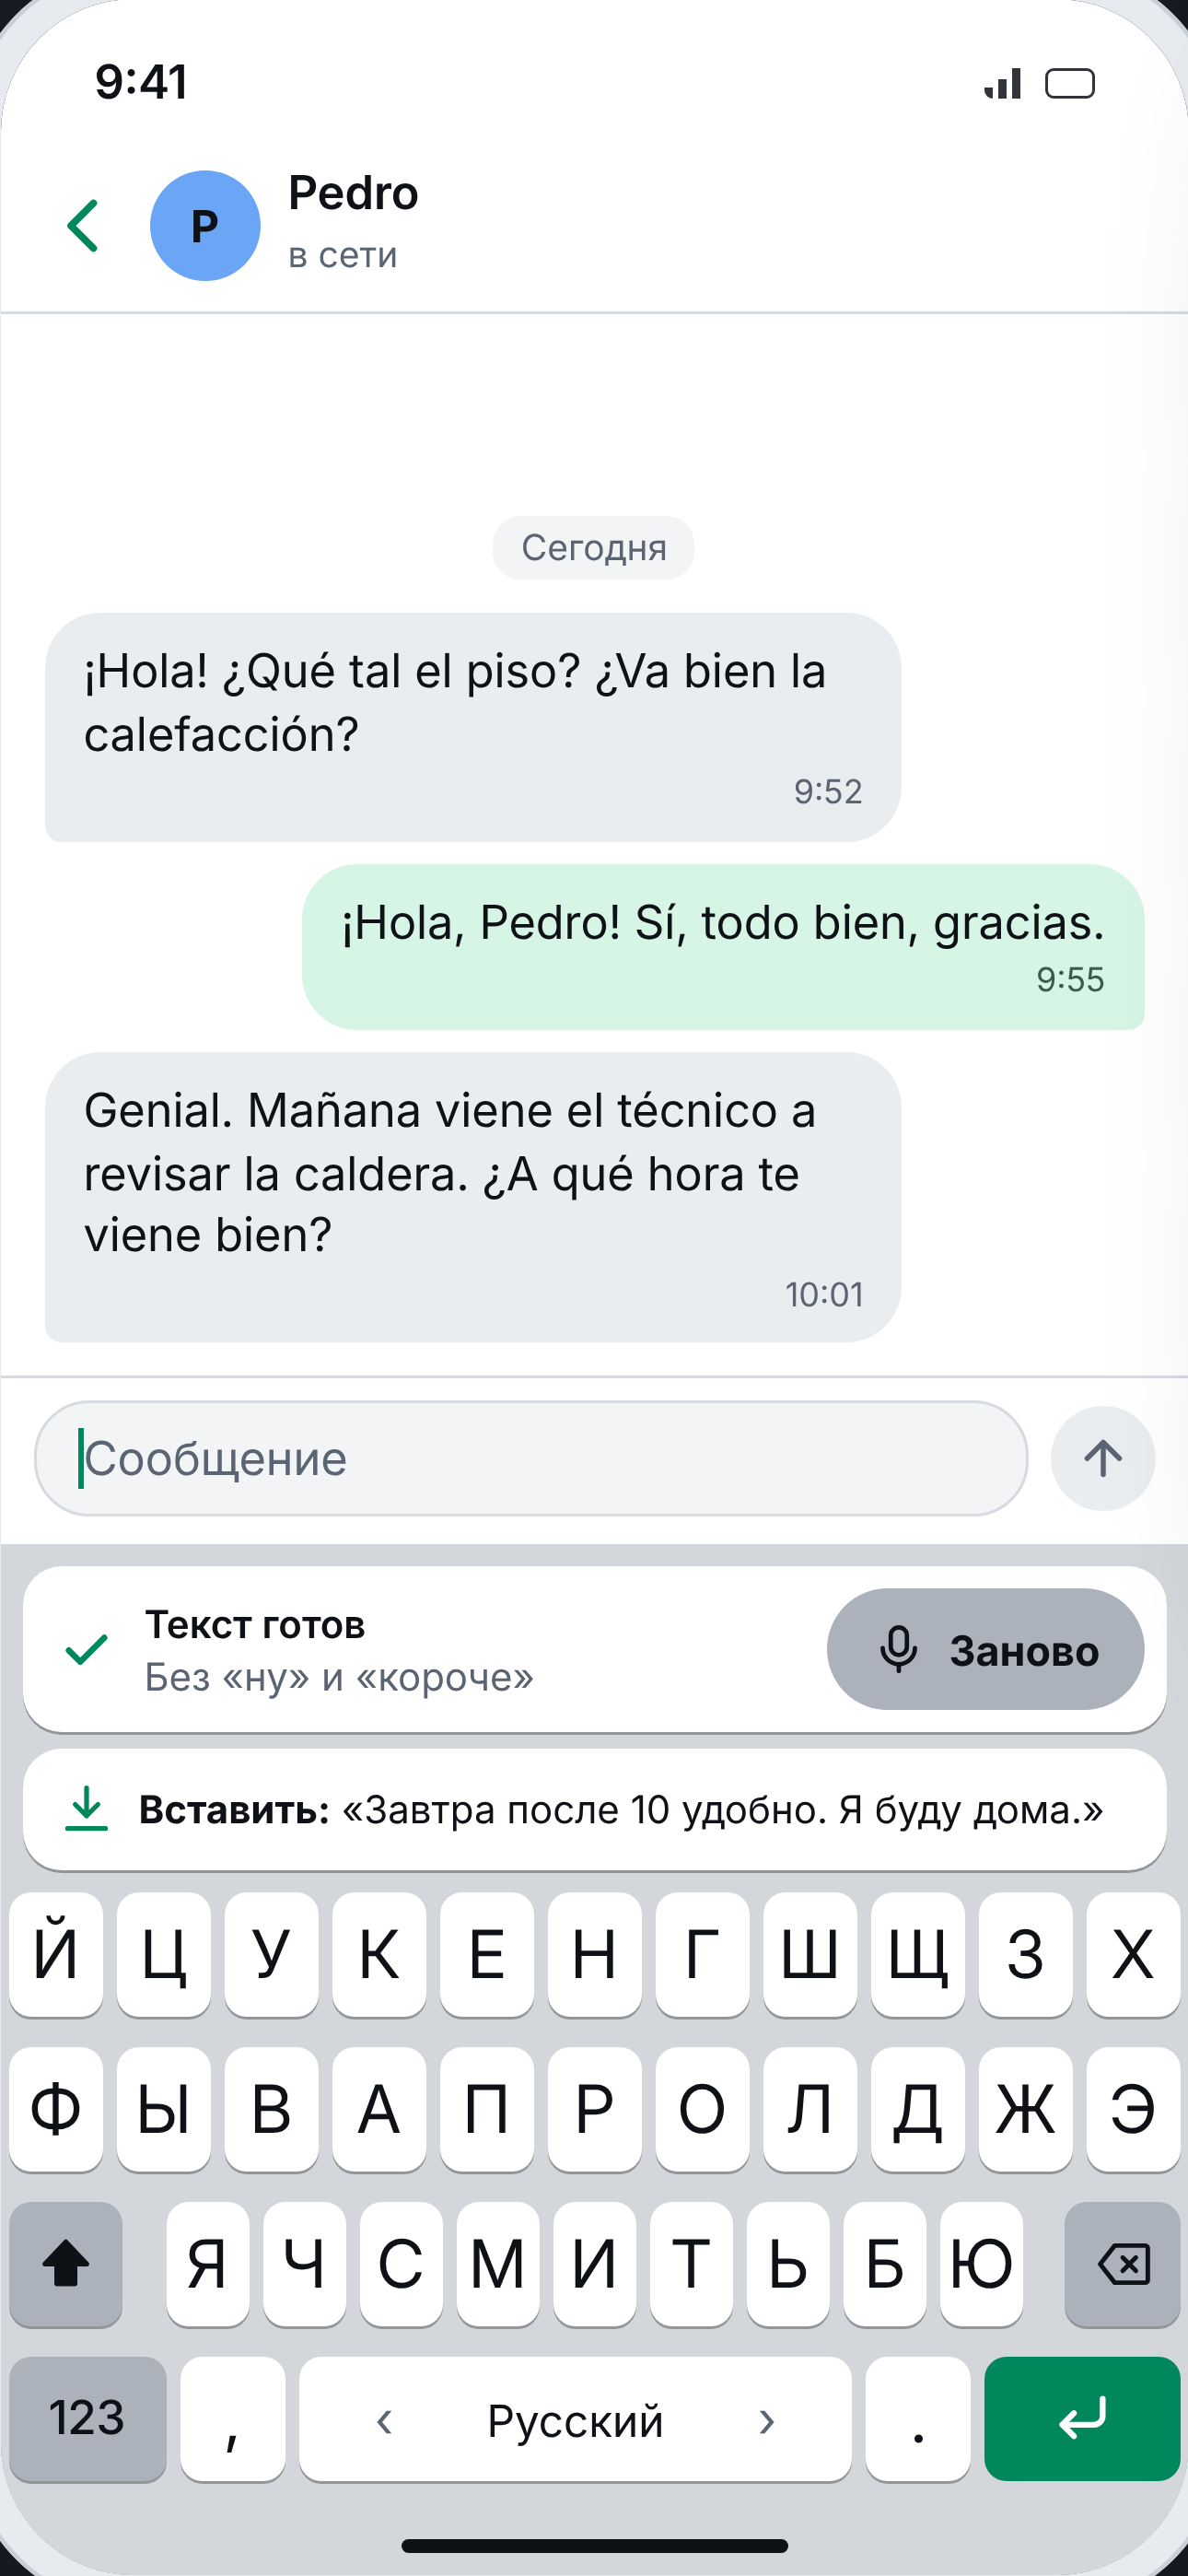 9:41
P
Pedro
в сети
Сегодня
¡Hola! ¿Qué tal el piso? ¿Va bien la
calefacción?
9:52
¡Hola, Pedro! Sí, todo bien, gracias.
9:55
Genial. Mañana viene el técnico a
revisar la caldera. ¿A qué hora te
viene bien?
10:01
Сообщение
Текст готов
Без «ну» и «короче»
Заново
Вставить: «Завтра после 10 удобно. Я буду дома.»
Й Ц У К Е Н Г Ш Щ З Х
Ф Ы В А П Р О Л Д Ж Э
Я Ч С М И Т Ь Б Ю
123 , ‹ Русский › .